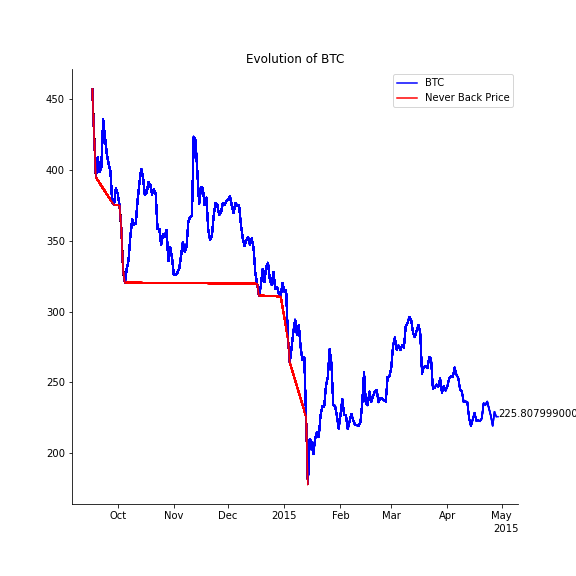 Evolution of BTC
BTC
Never Back Price
450
400
350
300
250
200
225.807999000
Oct
Nov
Dec
2015
Feb
Mar
Apr
May
2015